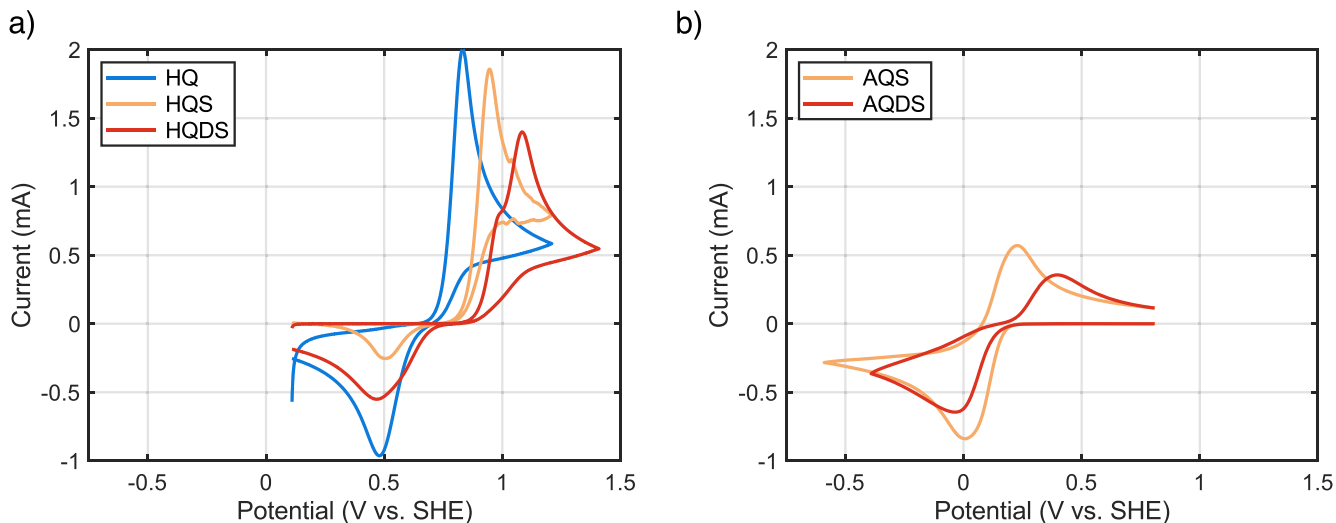 a)
HQ
HQS
HQDS
2
1.5
1
0.5
0
-0.5
-1
Current (mA)
-0.5 0 0.5 1 1.5
Potential (V vs. SHE)
b)
AQS
AQDS
2
1.5
1
0.5
0
-0.5
-1
Current (mA)
-0.5 0 0.5 1 1.5
Potential (V vs. SHE)